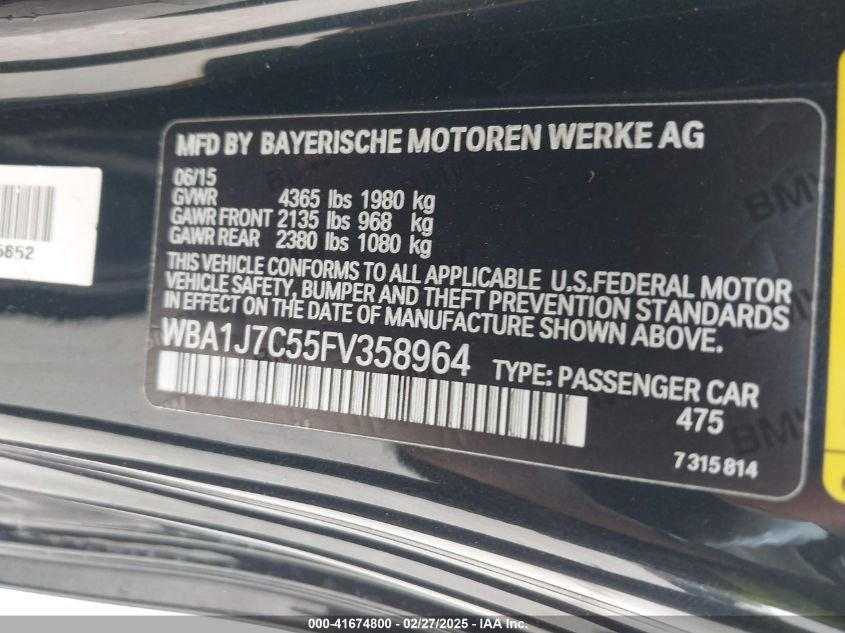 MFD BY BAYERISCHE MOTOREN WERKE AG
06/15
GVWR 4365 lbs 1980 kg
GAWR FRONT 2135 lbs 968 kg
GAWR REAR 2380 lbs 1080 kg
THIS VEHICLE CONFORMS TO ALL APPLICABLE U.S.FEDERAL MOTOR
VEHICLE SAFETY, BUMPER AND THEFT PREVENTION STANDARDS
IN EFFECT ON THE DATE OF MANUFACTURE SHOWN ABOVE.
WBA1J7C55FV358964 TYPE: PASSENGER CAR
475
7315814
5852
BMW
BMW
000-41674800 - 02/27/2025 - IAA Inc.